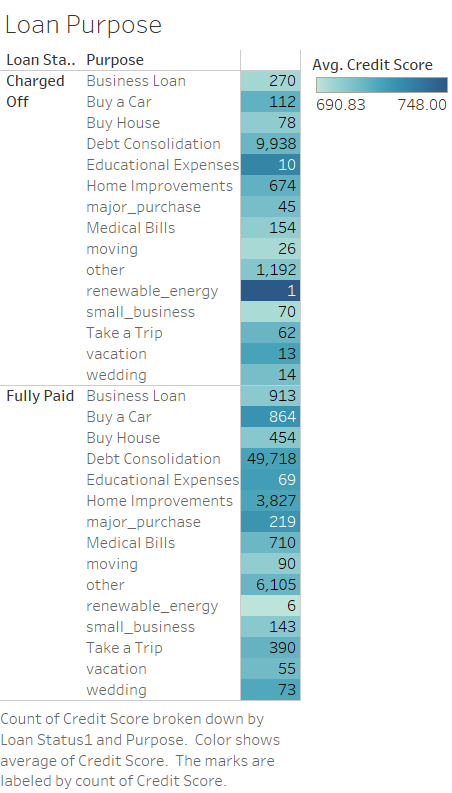 Loan Purpose
Loan Sta.. Purpose
Avg. Credit Score
690.83 748.00
Charged Business Loan 270
Off Buy a Car 112
Buy House 78
Debt Consolidation 9,938
Educational Expenses 10
Home Improvements 674
major_purchase 45
Medical Bills 154
moving 26
other 1,192
renewable_energy 1
small_business 70
Take a Trip 62
vacation 13
wedding 14
Fully Paid Business Loan 913
Buy a Car 864
Buy House 454
Debt Consolidation 49,718
Educational Expenses 69
Home Improvements 3,827
major_purchase 219
Medical Bills 710
moving 90
other 6,105
renewable_energy 6
small_business 143
Take a Trip 390
vacation 55
wedding 73
Count of Credit Score broken down by
Loan Status1 and Purpose.  Color shows
average of Credit Score.  The marks are
labeled by count of Credit Score.